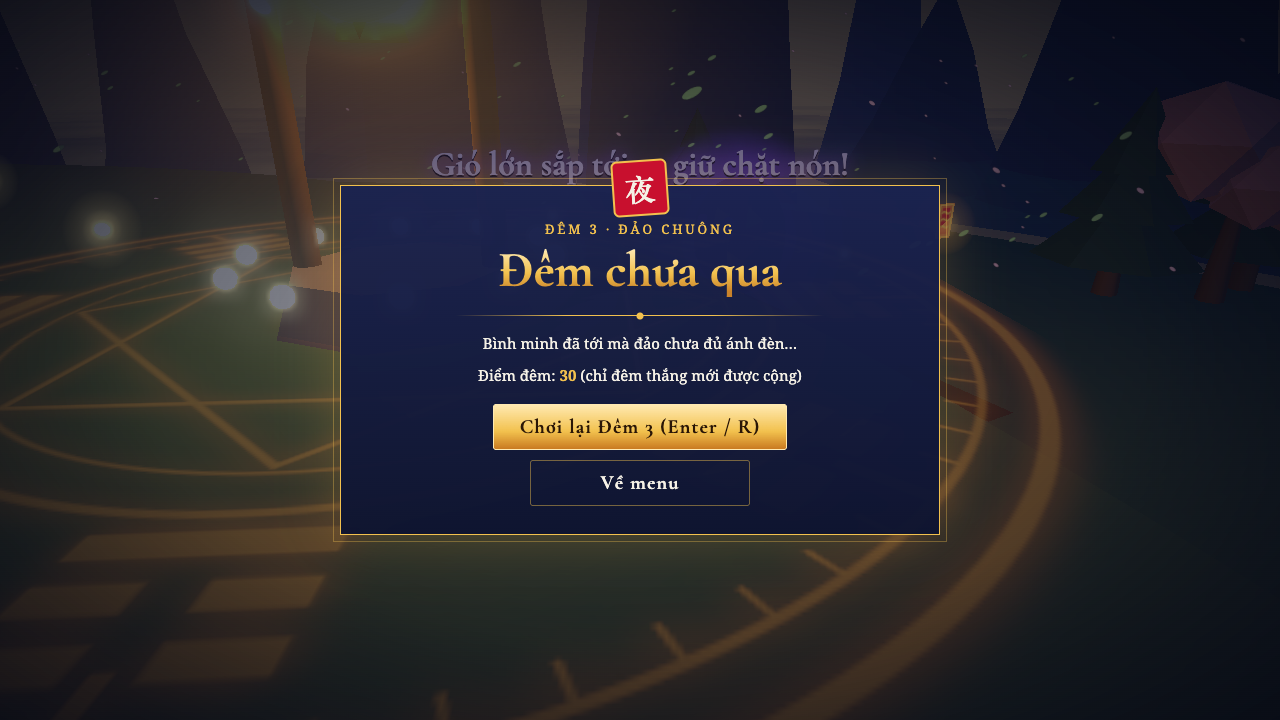 Gió lớn sắp tới giữ chặt nón!
夜
ĐÊM 3 · ĐẢO CHUÔNG
Đêm chưa qua
Bình minh đã tới mà đảo chưa đủ ánh đèn...
Điểm đêm: 30 (chỉ đêm thắng mới được cộng)
Chơi lại Đêm 3 (Enter / R)
Về menu